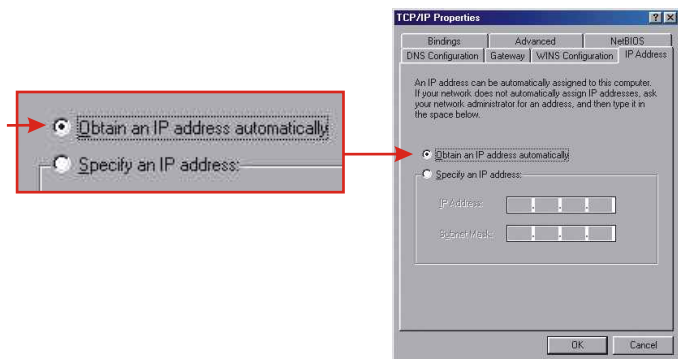 Obtain an IP address automatically
Specify an IP address:
TCP/IP Properties
Bindings Advanced NetBIOS
DNS Configuration Gateway WINS Configuration IP Address
An IP address can be automatically assigned to this computer.
If your network does not automatically assign IP addresses, ask
your network administrator for an address, and then type it in
the space below.
Obtain an IP address automatically
Specify an IP address:
IP Address:
Subnet Mask:
OK Cancel